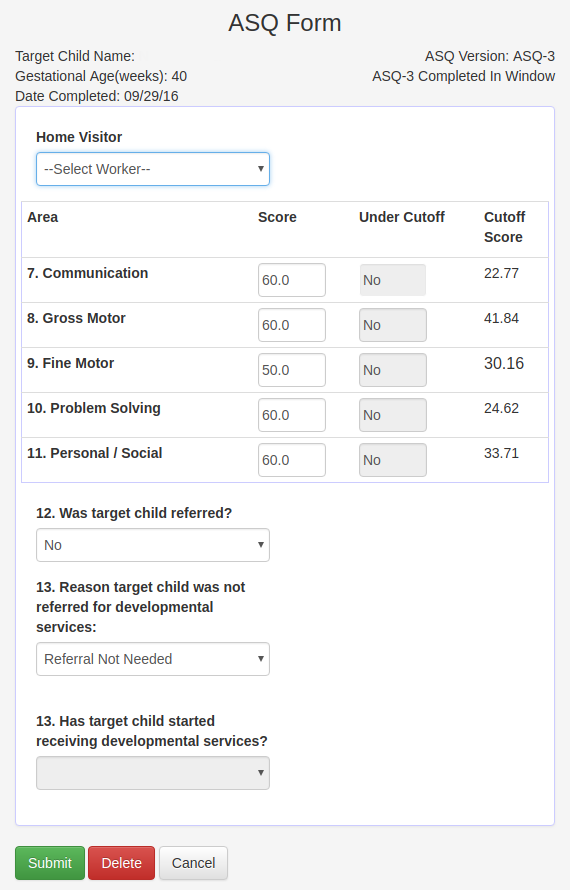 ASQ Form
Target Child Name:
ASQ Version: ASQ-3
Gestational Age(weeks): 40
ASQ-3 Completed In Window
Date Completed: 09/29/16
Home Visitor
--Select Worker--
Area Score Under Cutoff Cutoff
Score
7. Communication 60.0 No 22.77
8. Gross Motor 60.0 No 41.84
9. Fine Motor 50.0 No 30.16
10. Problem Solving 60.0 No 24.62
11. Personal / Social 60.0 No 33.71
12. Was target child referred?
No
13. Reason target child was not
referred for developmental
services:
Referral Not Needed
13. Has target child started
receiving developmental services?
Submit Delete Cancel